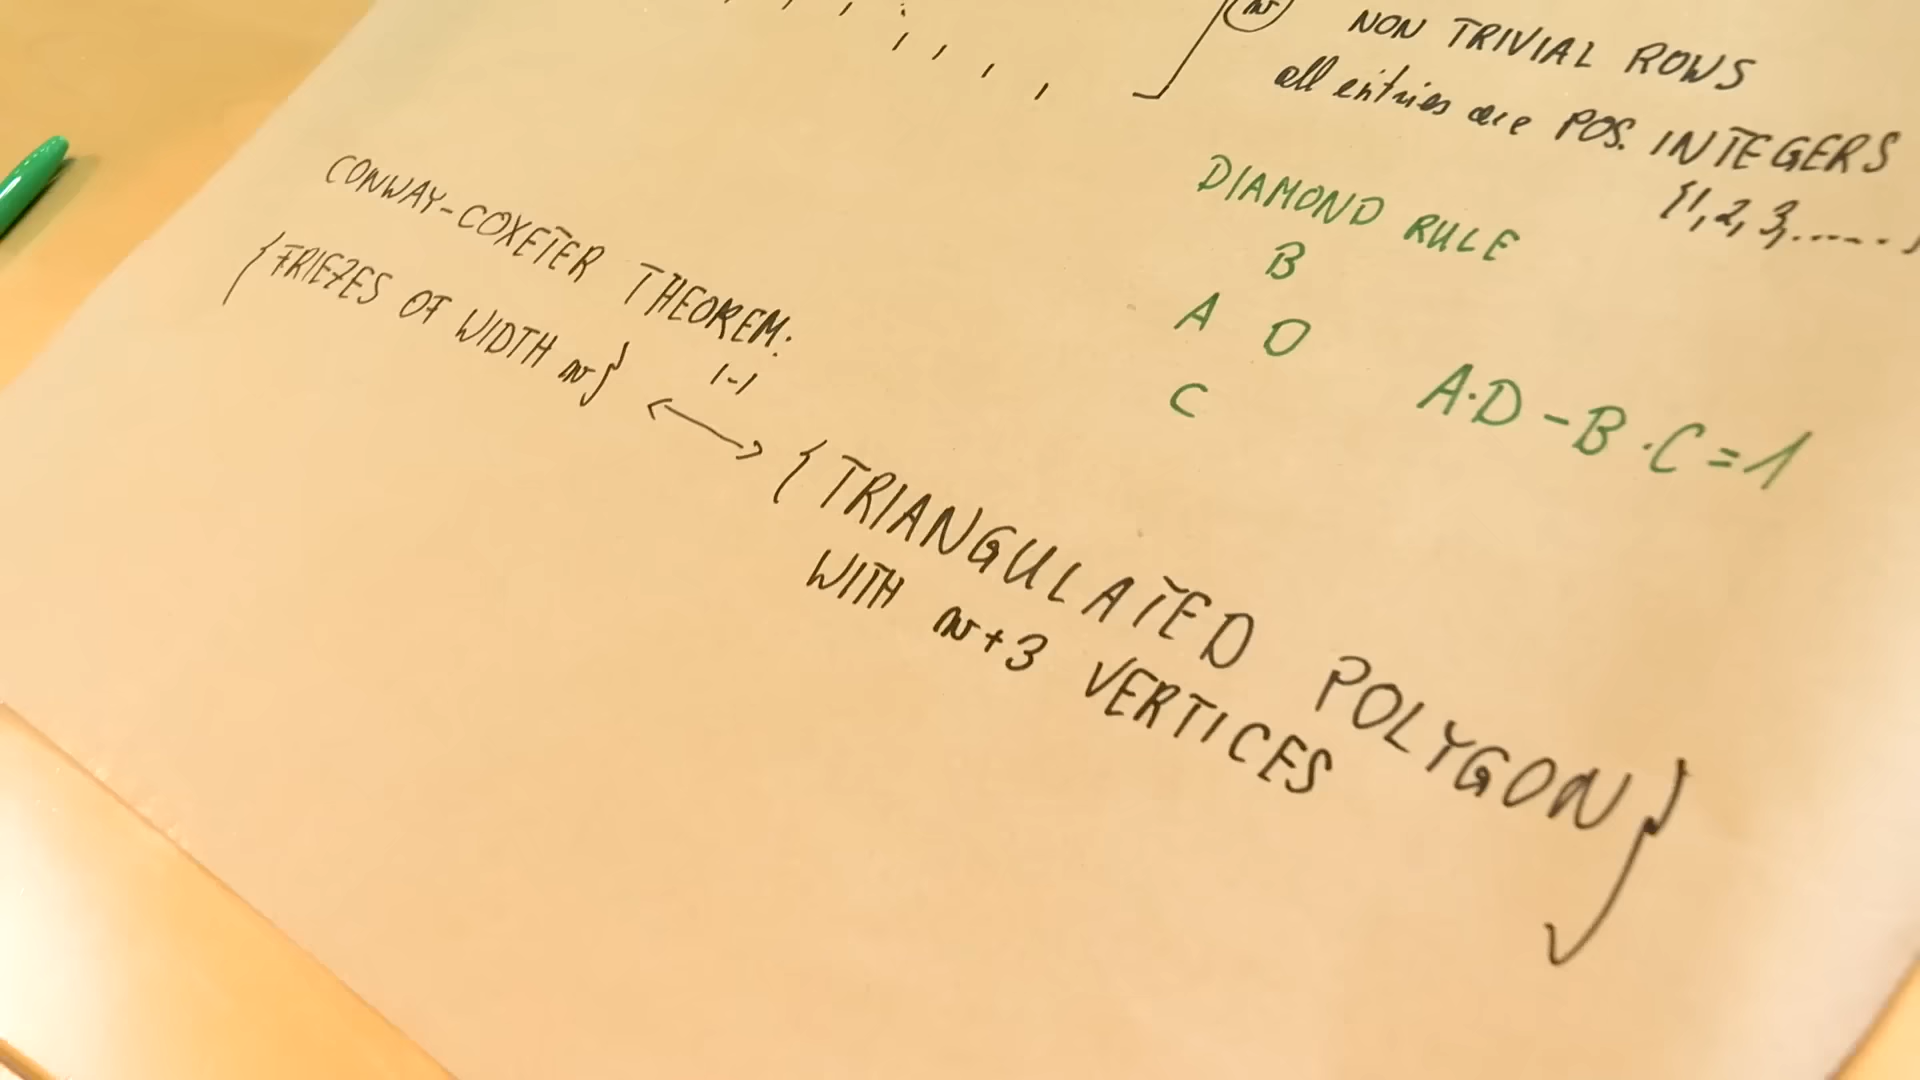 n
NON TRIVIAL ROWS
all entries are POS. INTEGERS
{1, 2, 3, ..... }
DIAMOND RULE
B
A D
C
A·D - B·C = 1
CONWAY-COXETER THEOREM:
{FRIEZES OF WIDTH n}
1-1
{TRIANGULATED POLYGON}
WITH n+3 VERTICES